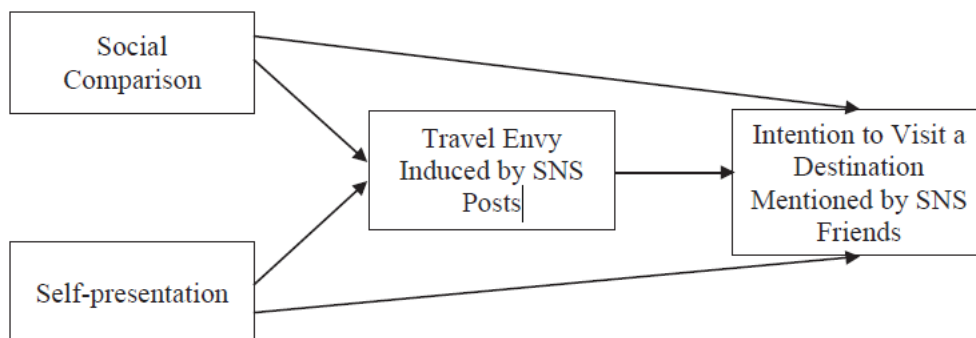 Social
Comparison
Travel Envy
Induced by SNS
Posts
Intention to Visit a
Destination
Mentioned by SNS
Friends
Self-presentation